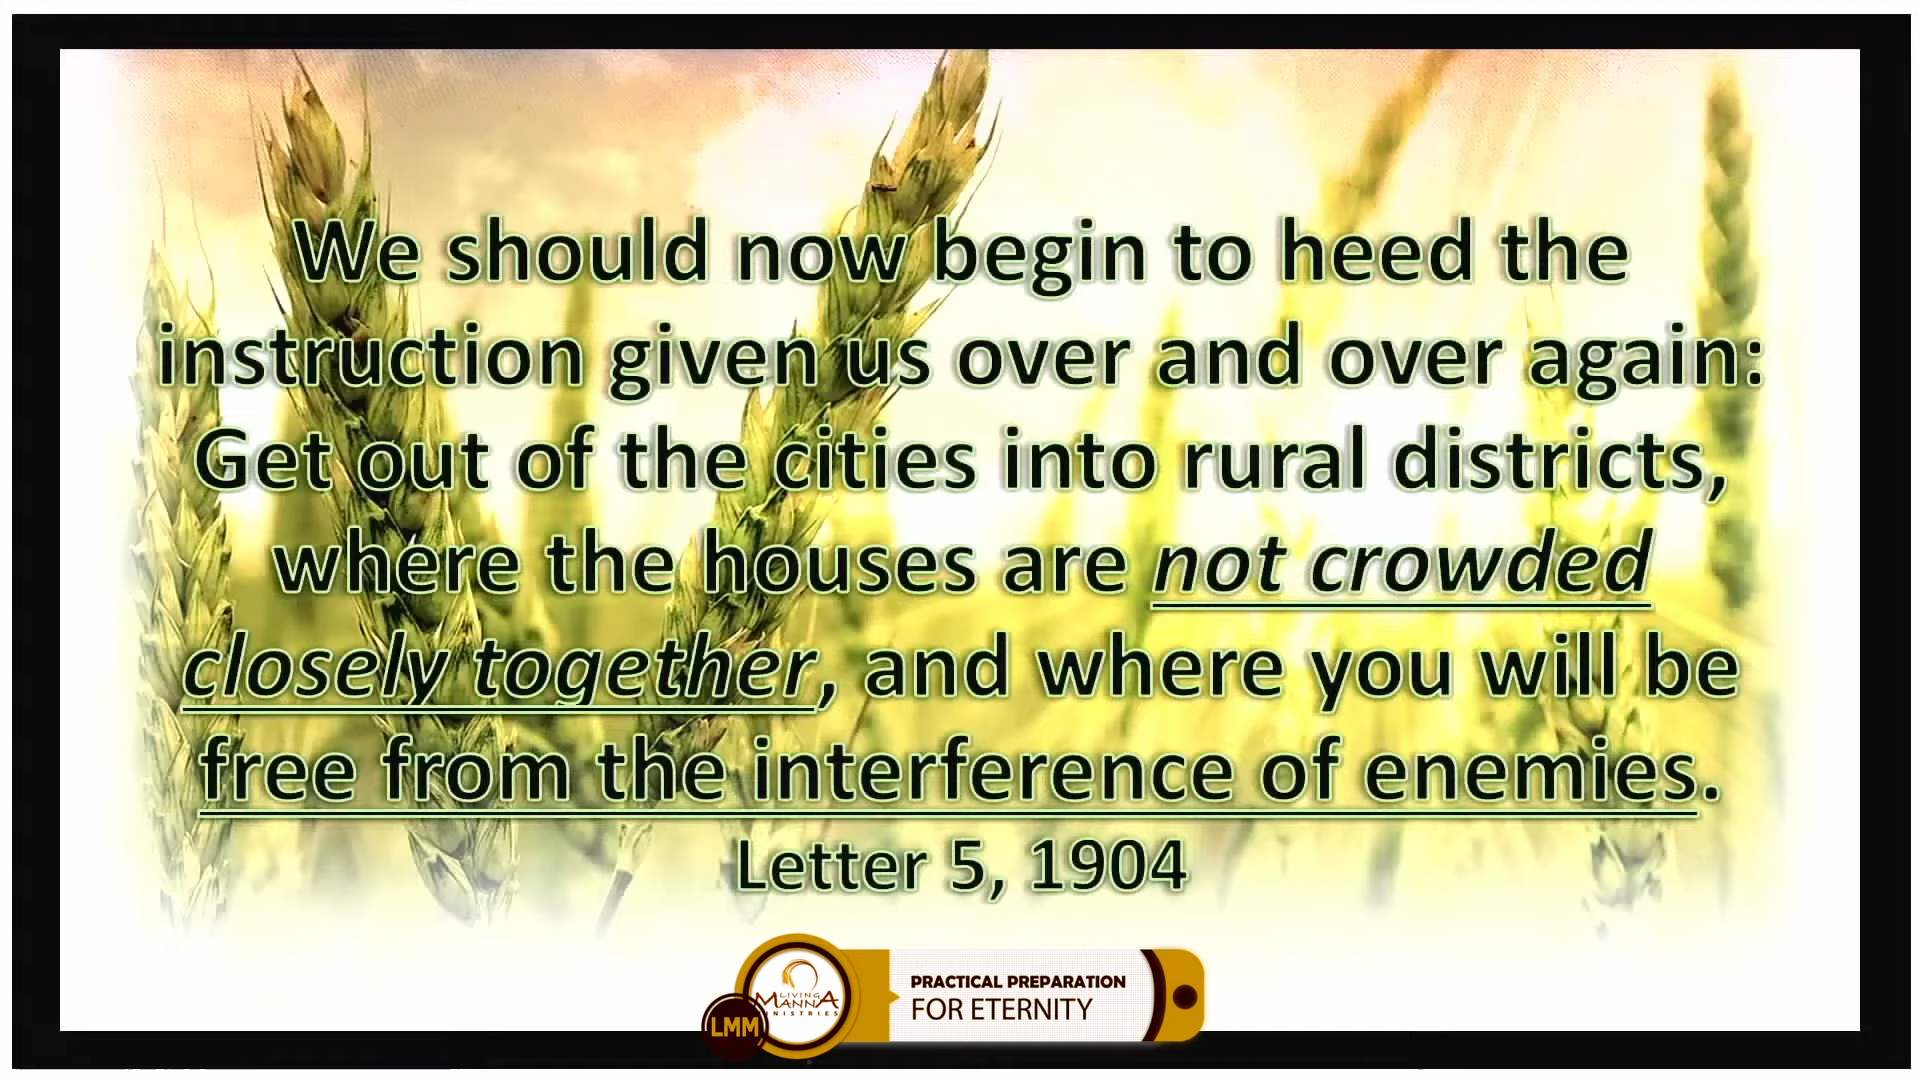 We should now begin to heed the
instruction given us over and over again:
Get out of the cities into rural districts,
where the houses are not crowded
closely together, and where you will be
free from the interference of enemies.
Letter 5, 1904
LIVING
MANNA
MINISTRIES
LMM
PRACTICAL PREPARATION
FOR ETERNITY